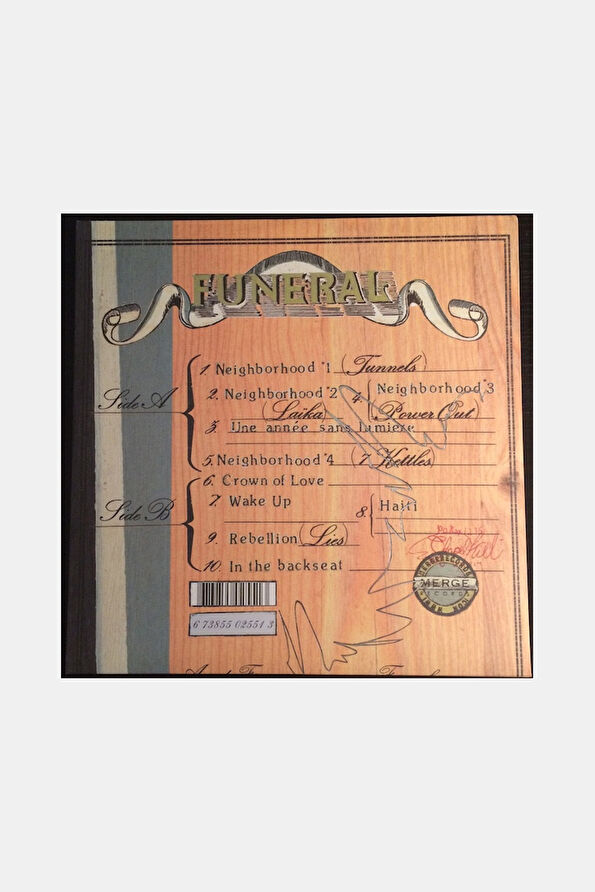 FUNERAL
Side A
1. Neighborhood #1 (Tunnels)
2. Neighborhood #2 (Laika)
3. Une année sans lumiere
4. Neighborhood #3 (Power Out)
5. Neighborhood #4 (7 Kettles)
Side B
6. Crown of Love
7. Wake Up
8. Haiti
9. Rebellion (Lies)
10. In the backseat
MERGE
RECORDS
6 73855 02551 3